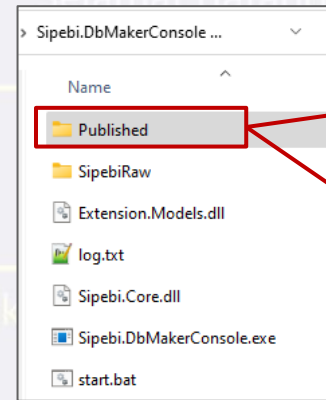 Sipebi.DbMakerConsole ...
Name
Published
SipebiRaw
Extension.Models.dll
log.txt
Sipebi.Core.dll
Sipebi.DbMakerConsole.exe
start.bat